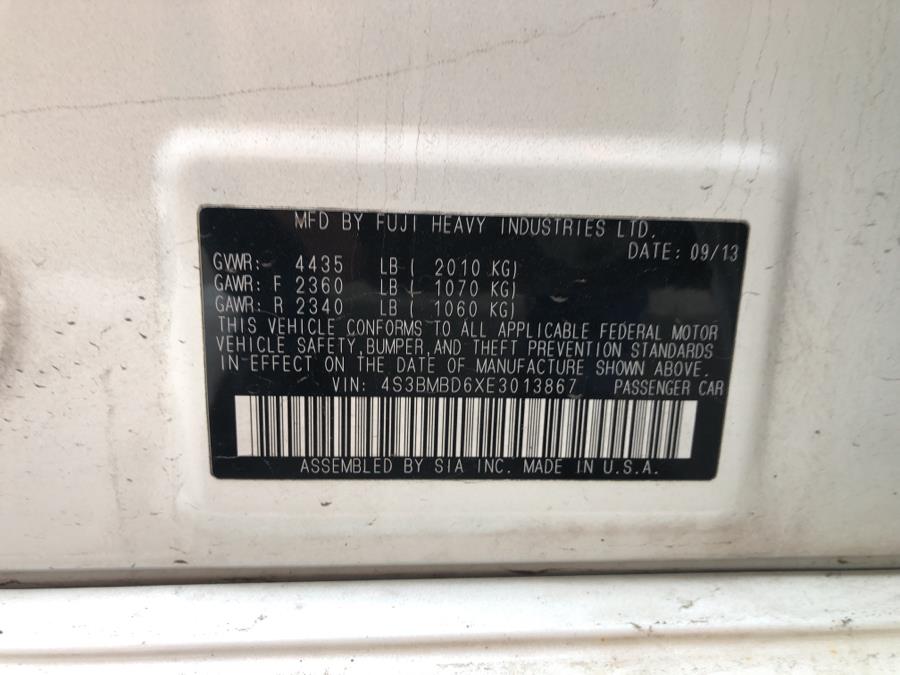 MFD BY FUJI HEAVY INDUSTRIES LTD.
DATE: 09/13
GVWR: 4435 LB ( 2010 KG)
GAWR: F 2360 LB ( 1070 KG)
GAWR: R 2340 LB ( 1060 KG)
THIS VEHICLE CONFORMS TO ALL APPLICABLE FEDERAL MOTOR
VEHICLE SAFETY, BUMPER, AND THEFT PREVENTION STANDARDS
IN EFFECT ON THE DATE OF MANUFACTURE SHOWN ABOVE.
VIN: 4S3BMBD6XE3013867 PASSENGER CAR
ASSEMBLED BY SIA INC. MADE IN U.S.A.